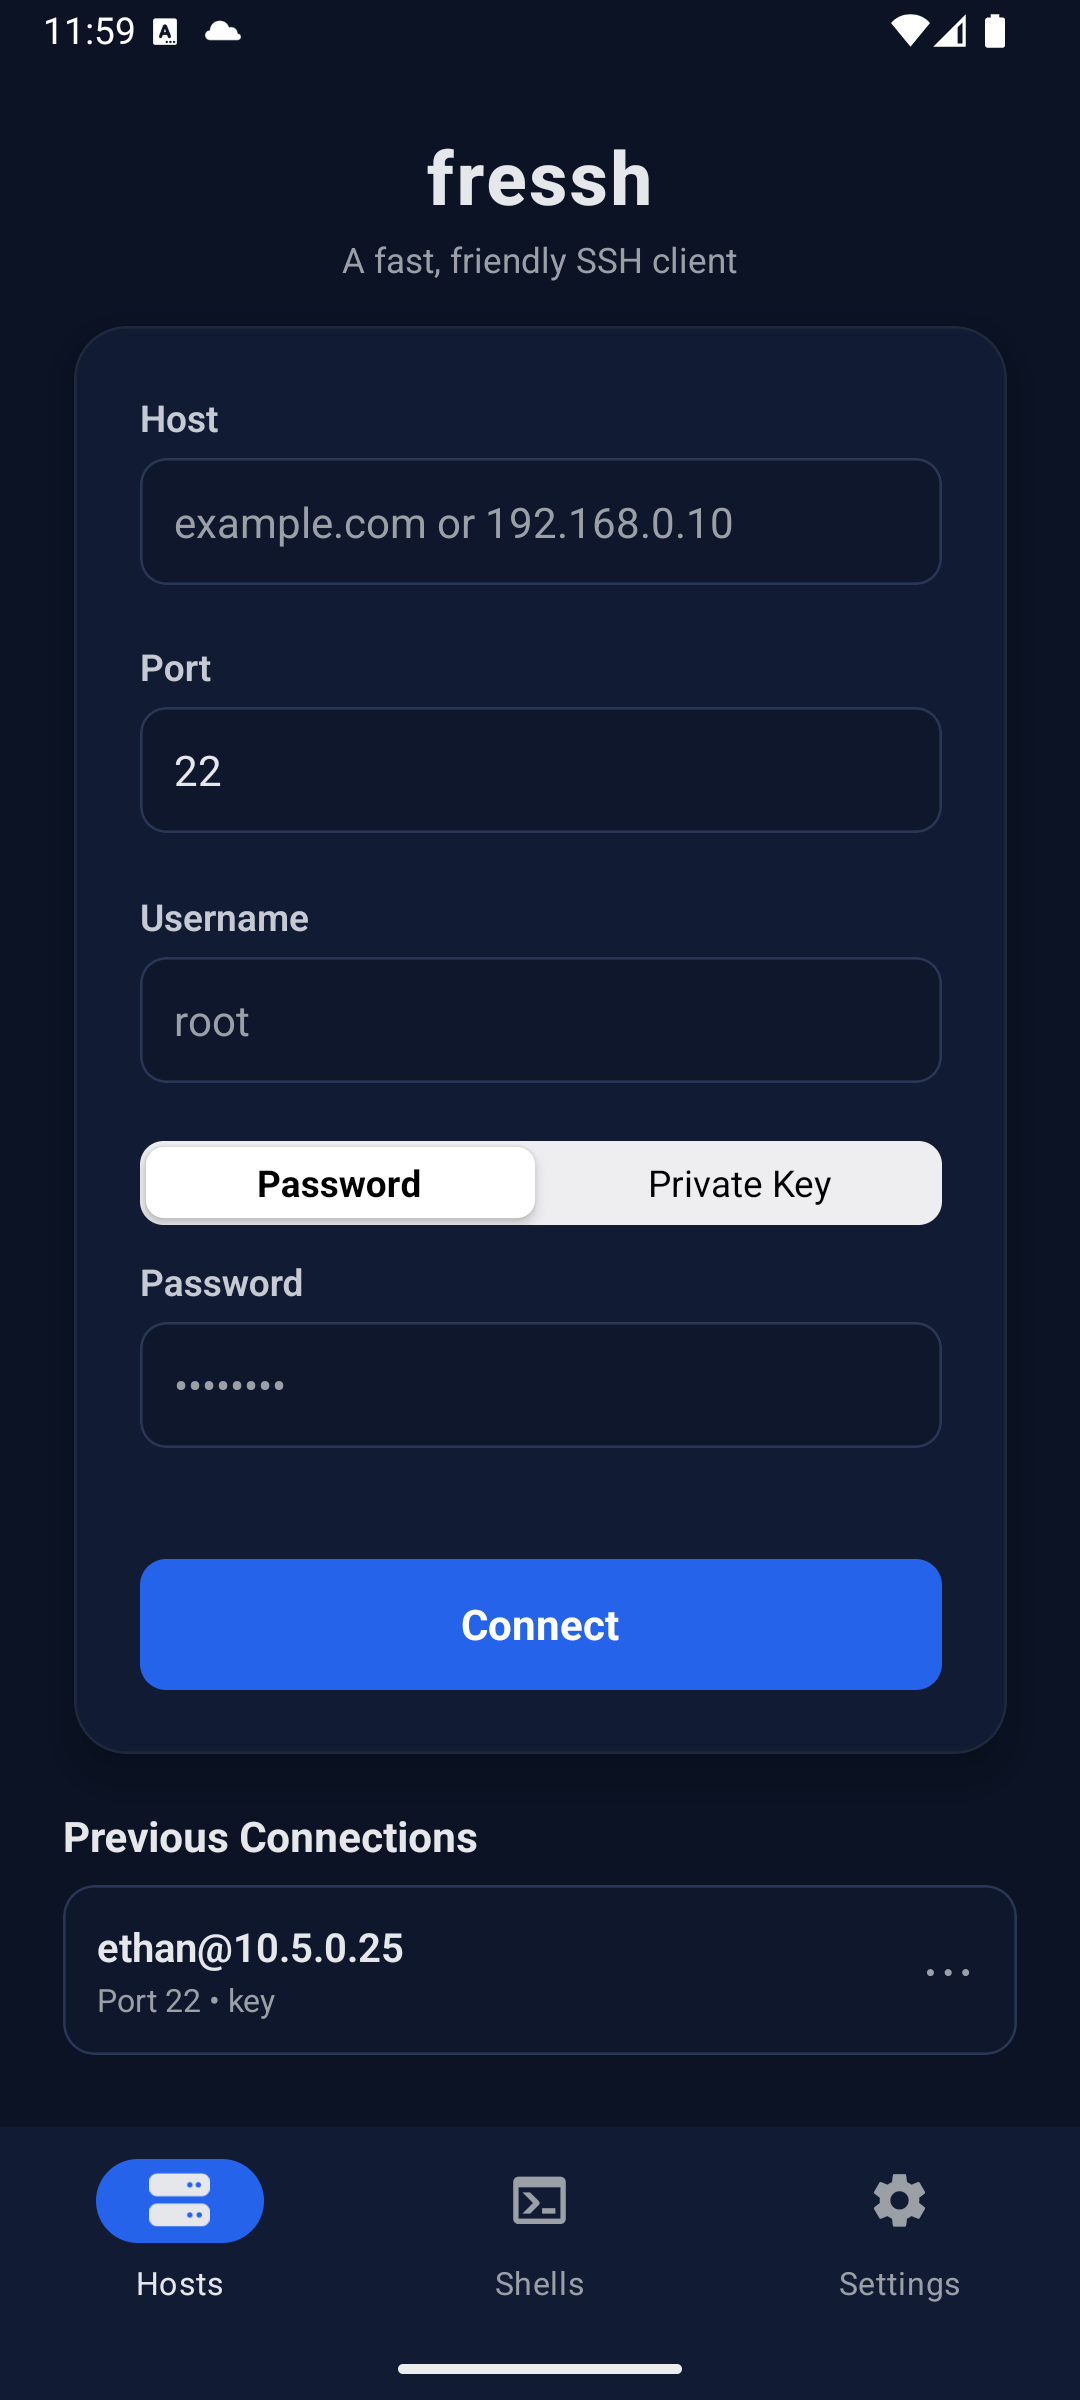 11:59
fressh
A fast, friendly SSH client
Host
example.com or 192.168.0.10
Port
22
Username
root
Password Private Key
Password
••••••••
Connect
Previous Connections
ethan@10.5.0.25
Port 22 • key
Hosts Shells Settings